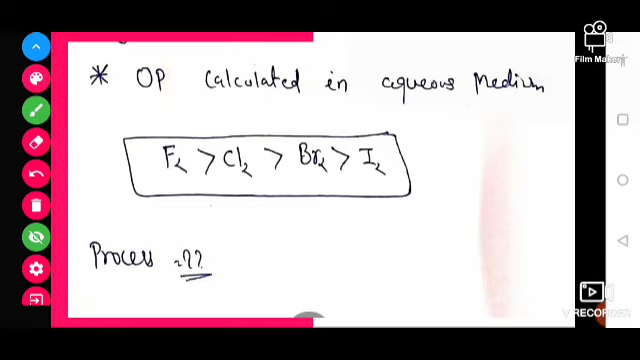 * OP Calculated in aqueous Medium
F₂ > Cl₂ > Br₂ > I₂
Process =??
Film Maker
V RECORDER